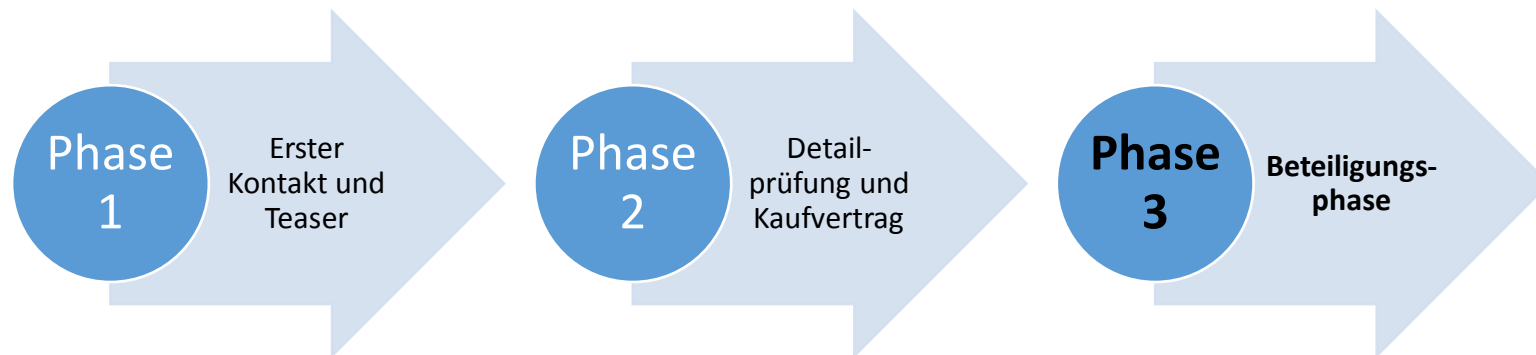 Phase
1
Erster
Kontakt und
Teaser
Phase
2
Detail-
prüfung und
Kaufvertrag
Phase
3
Beteiligungs-
phase